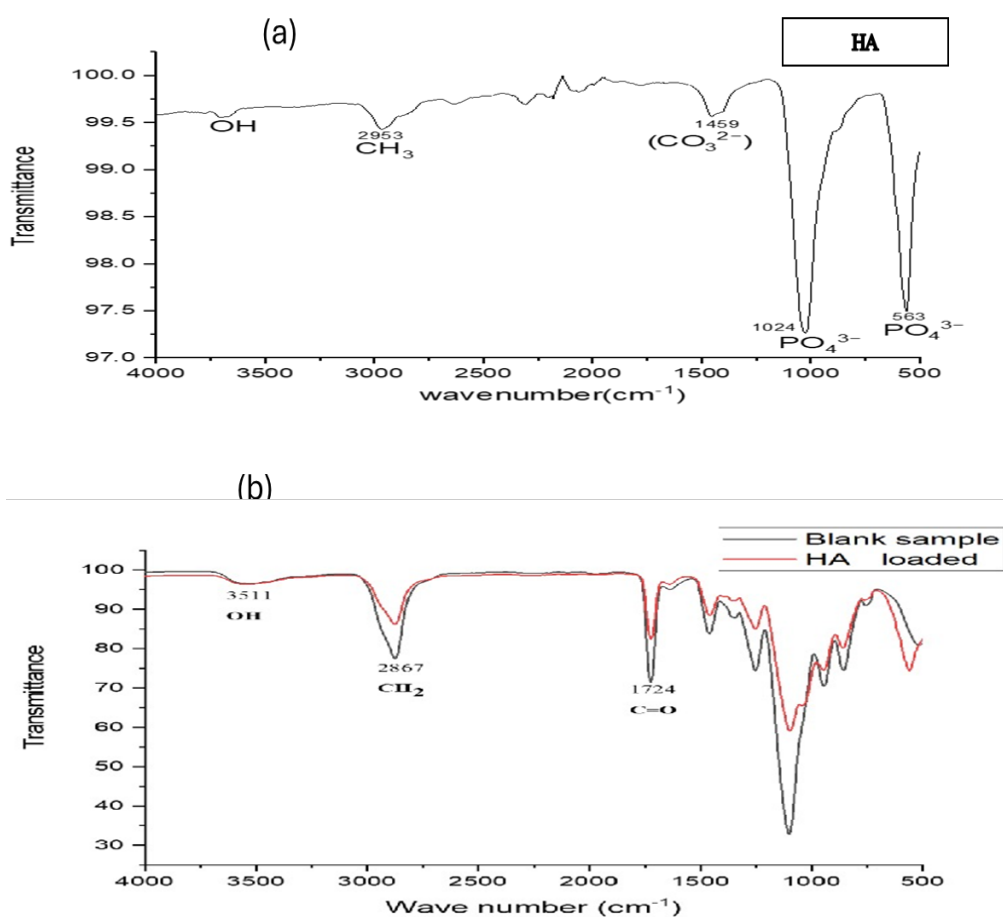 (a)
HA
100.0
99.5
99.0
98.5
98.0
97.5
97.0
Transmittance
OH
2953
CH₃
1459
(CO₃²⁻)
1024
PO₄³⁻
563
PO₄³⁻
4000 3500 3000 2500 2000 1500 1000 500
wavenumber(cm⁻¹)
(b)
Blank sample
HA loaded
100
90
80
70
60
50
40
30
Transmittance
3511
OH
2867
CH₂
1724
C=O
4000 3500 3000 2500 2000 1500 1000 500
Wave number (cm⁻¹)